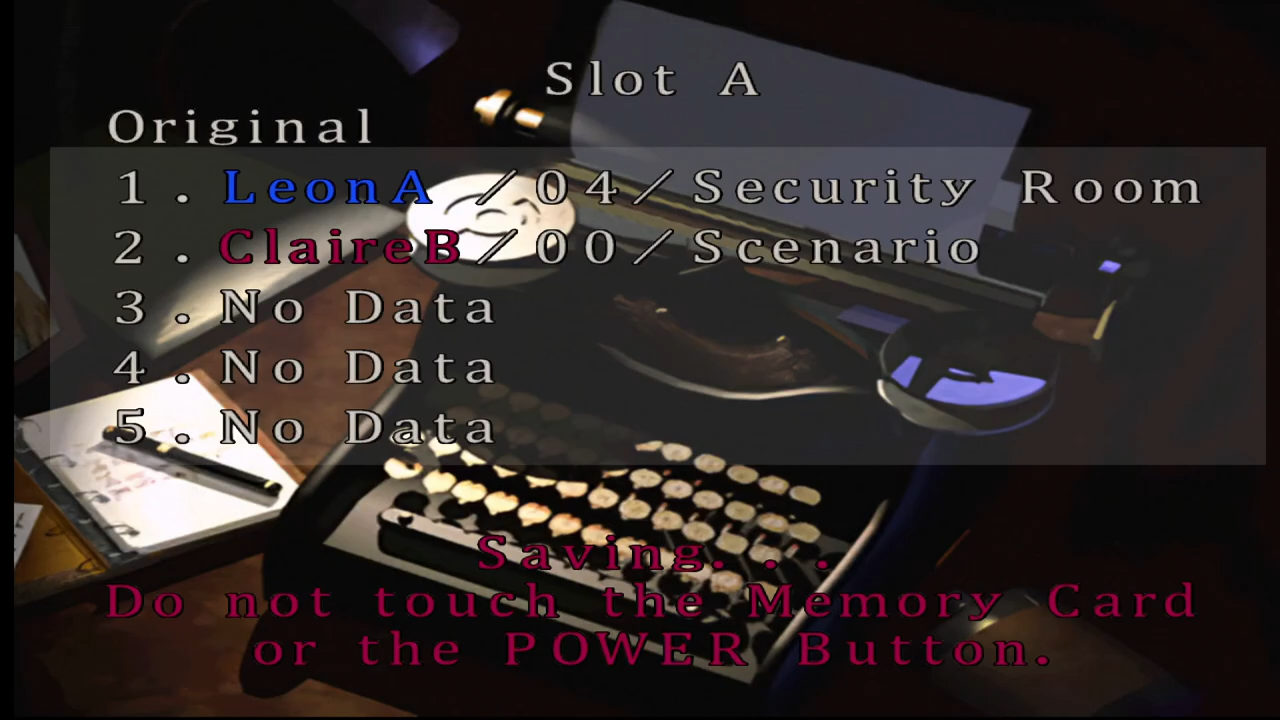 Slot A
Original
1. LeonA /04/Security Room
2. ClaireB/00/Scenario
3. No Data
4. No Data
5. No Data
Saving...
Do not touch the Memory Card
or the POWER Button.